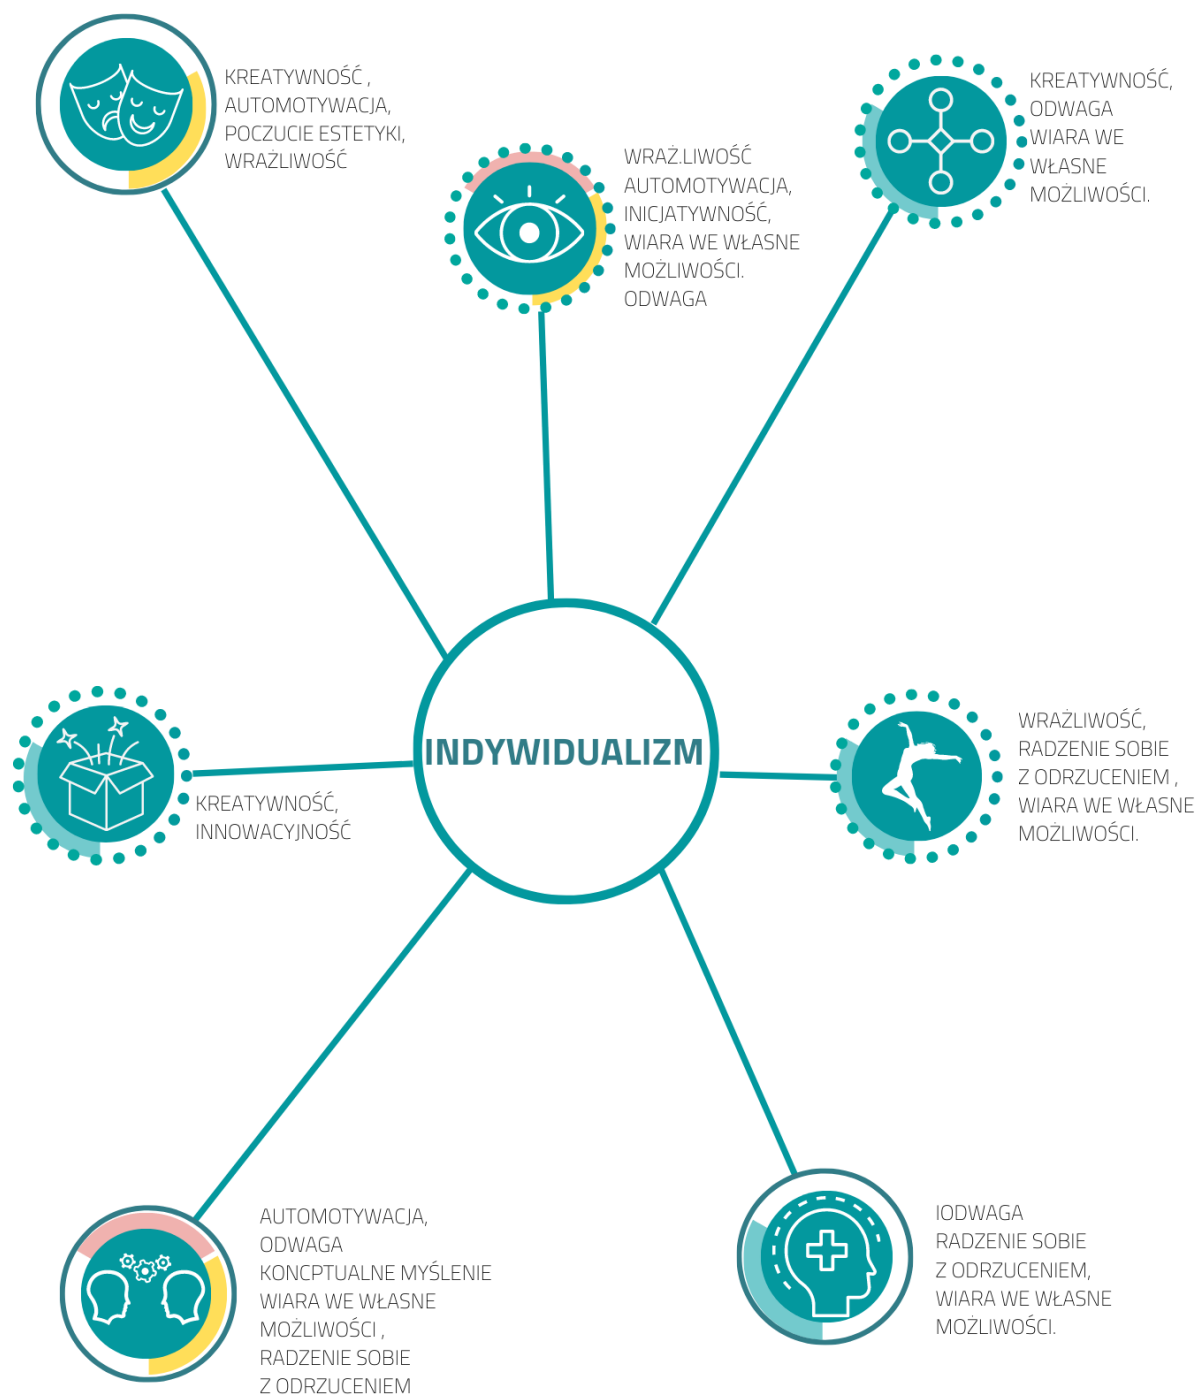 KREATYWNOŚĆ ,
AUTOMOTYWACJA,
POCZUCIE ESTETYKI,
WRAŻLIWOŚĆ
WRAŻ.LIWOŚĆ
AUTOMOTYWACJA,
INICJATYWNOŚĆ,
WIARA WE WŁASNE
MOŻLIWOŚCI.
ODWAGA
KREATYWNOŚĆ,
ODWAGA
WIARA WE
WŁASNE
MOŻLIWOŚCI.
INDYWIDUALIZM
KREATYWNOŚĆ,
INNOWACYJNOŚĆ
WRAŻLIWOŚĆ,
RADZENIE SOBIE
Z ODRZUCENIEM ,
WIARA WE WŁASNE
MOŻLIWOŚCI.
AUTOMOTYWACJA,
ODWAGA
KONCPTUALNE MYŚLENIE
WIARA WE WŁASNE
MOŻLIWOŚCI ,
RADZENIE SOBIE
Z ODRZUCENIEM
IODWAGA
RADZENIE SOBIE
Z ODRZUCENIEM,
WIARA WE WŁASNE
MOŻLIWOŚCI.